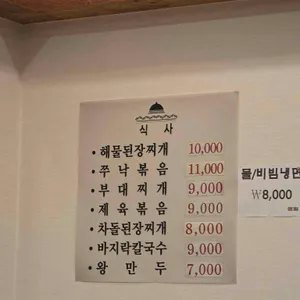 식 사
• 해물된장찌개 10,000
• 쭈 낙 볶 음 11,000
• 부 대 찌 개 9,000
• 제 육 볶 음 9,000
• 차돌된장찌개 8,000
• 바지락칼국수 9,000
• 왕 만 두 7,000
물/비빔냉면
₩8,000